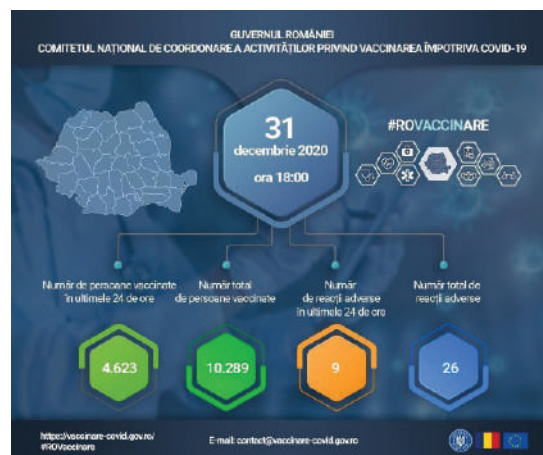 GUVERNUL ROMÂNIEI
COMITETUL NAȚIONAL DE COORDONARE A ACTIVITĂȚILOR PRIVIND VACCINAREA ÎMPOTRIVA COVID-19
31
decembrie 2020
ora 18:00
#ROVACCINARE
Număr de persoane vaccinate
în ultimele 24 de ore
4.623
Număr total
de persoane vaccinate
10.289
Număr
de reacții adverse
în ultimele 24 de ore
9
Număr total de
reacții adverse
26
https://vaccinare-covid.gov.ro/
#ROVaccinare
E-mail: contact@vaccinare-covid.gov.ro